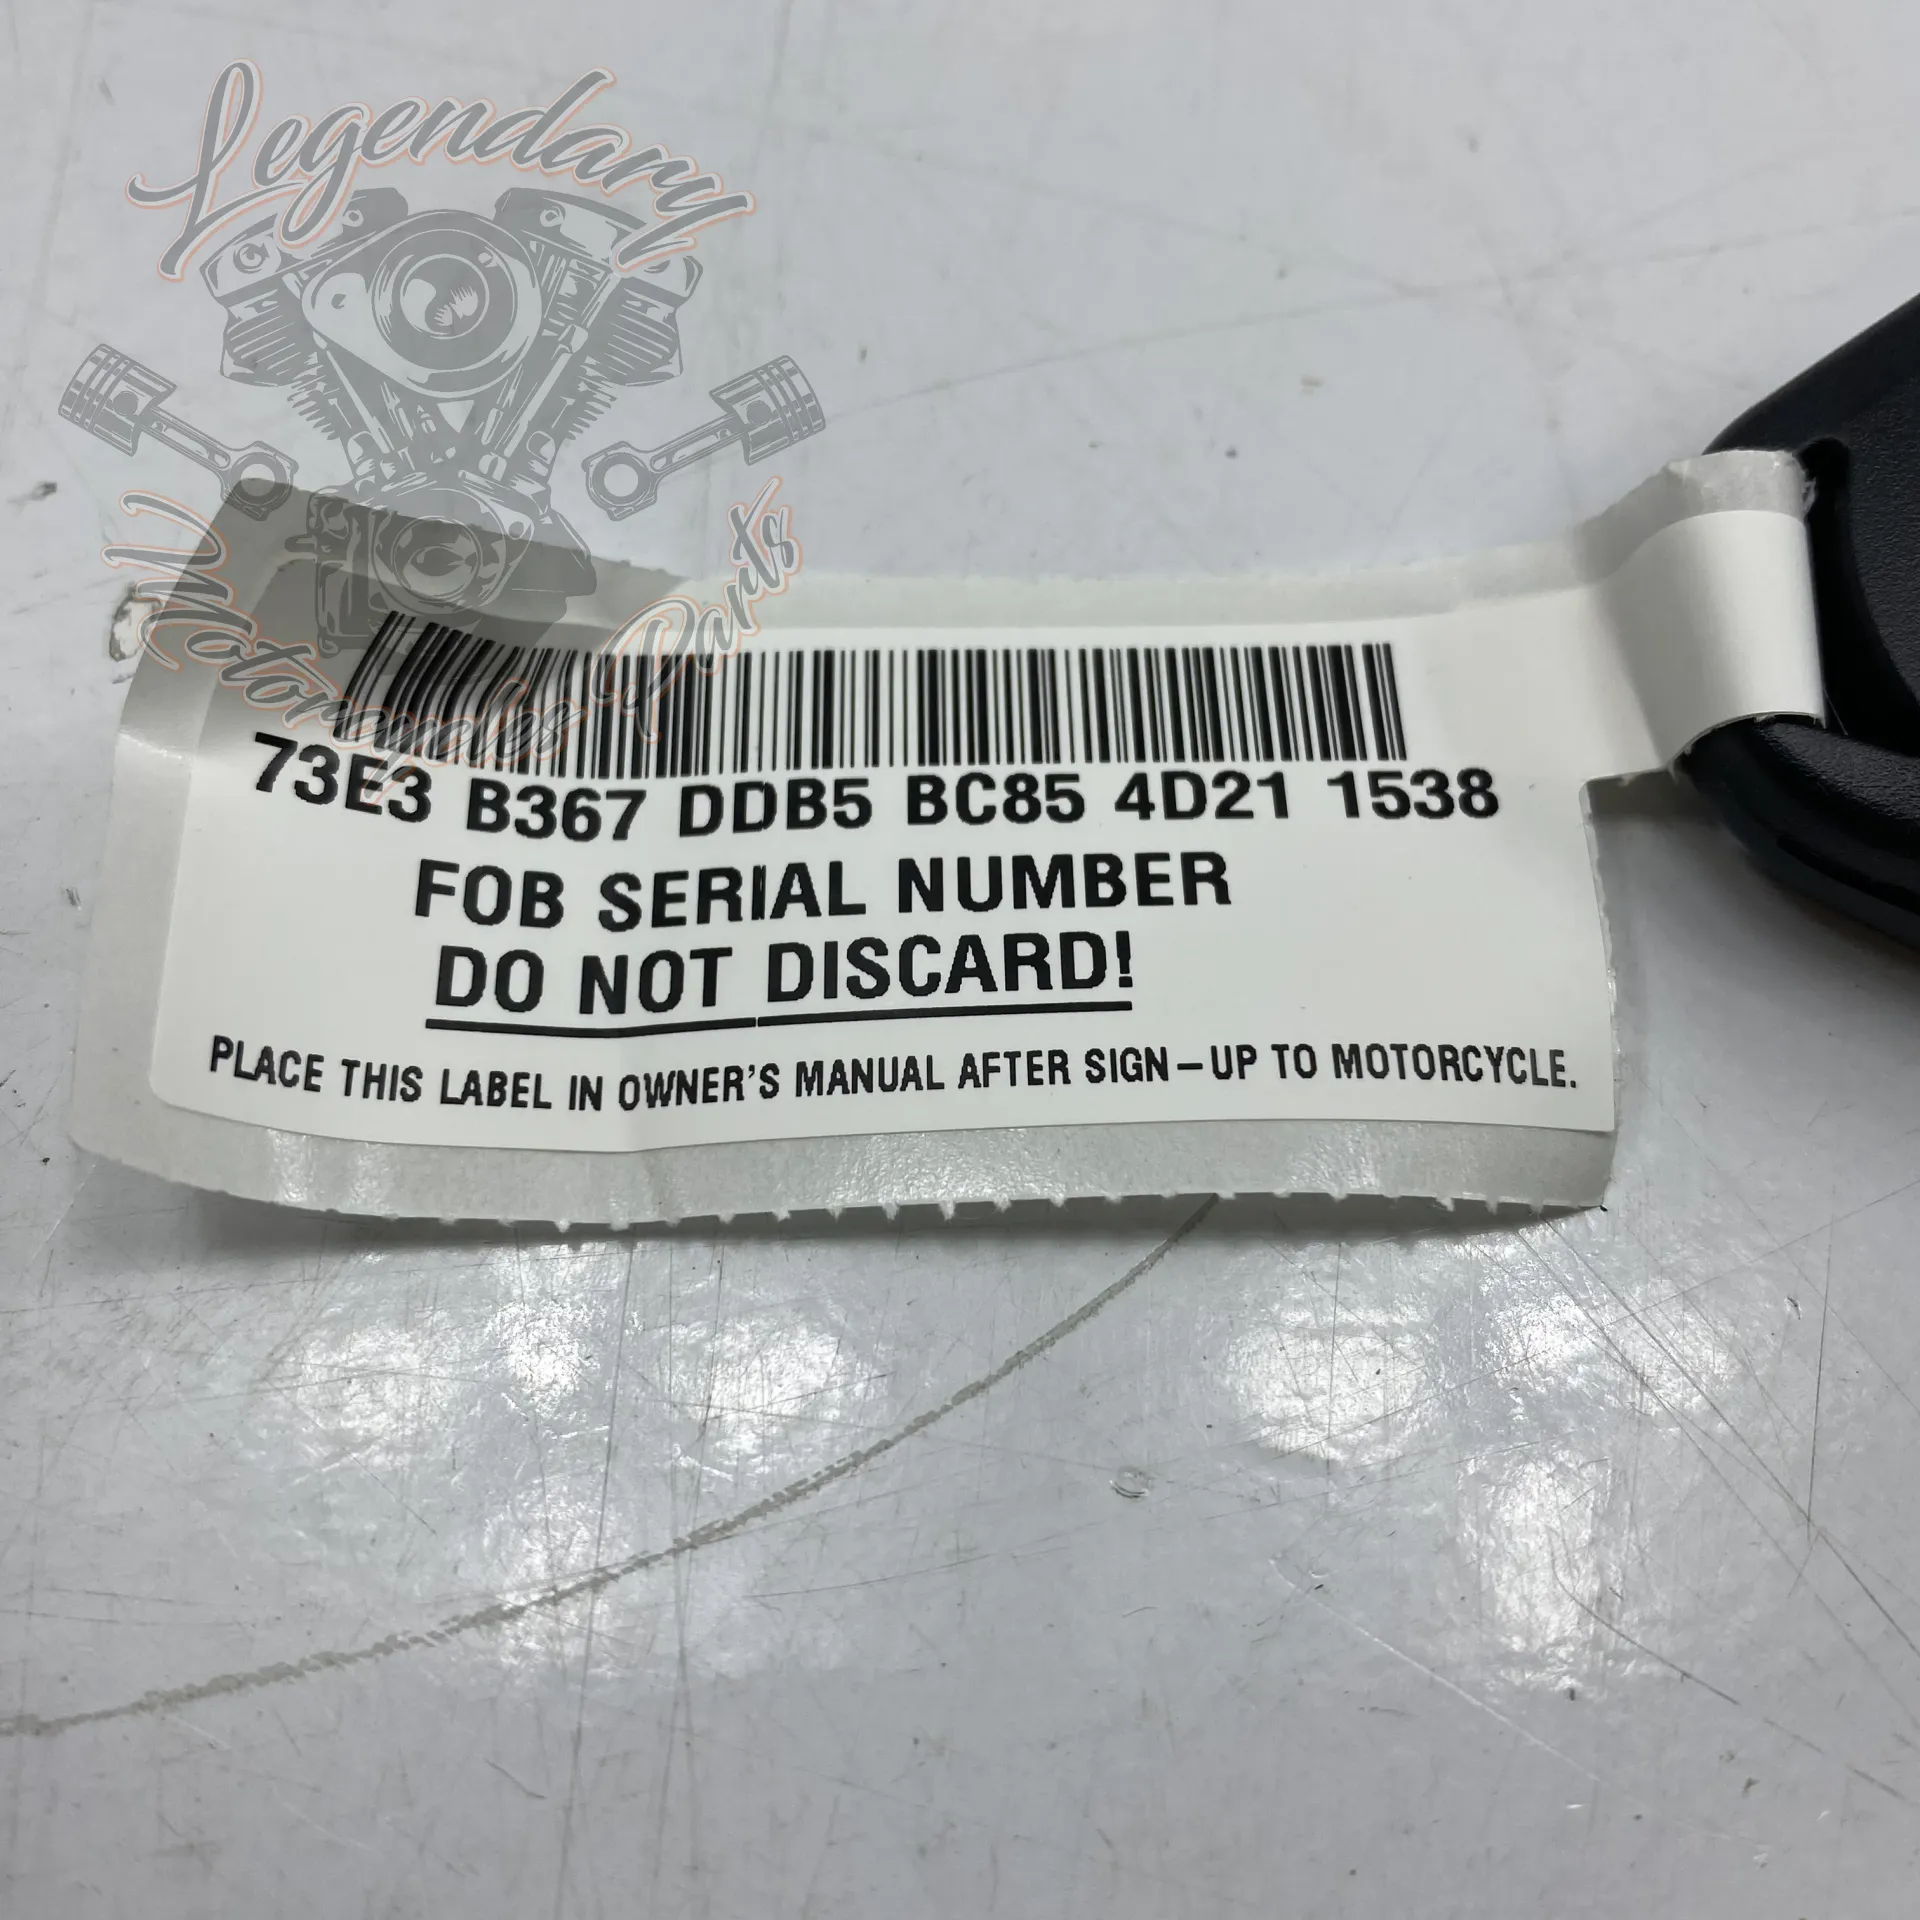 Legendary
Motorcycles Parts
73E3 B367 DDB5 BC85 4D21 1538
FOB SERIAL NUMBER
DO NOT DISCARD!
PLACE THIS LABEL IN OWNER'S MANUAL AFTER SIGN-UP TO MOTORCYCLE.